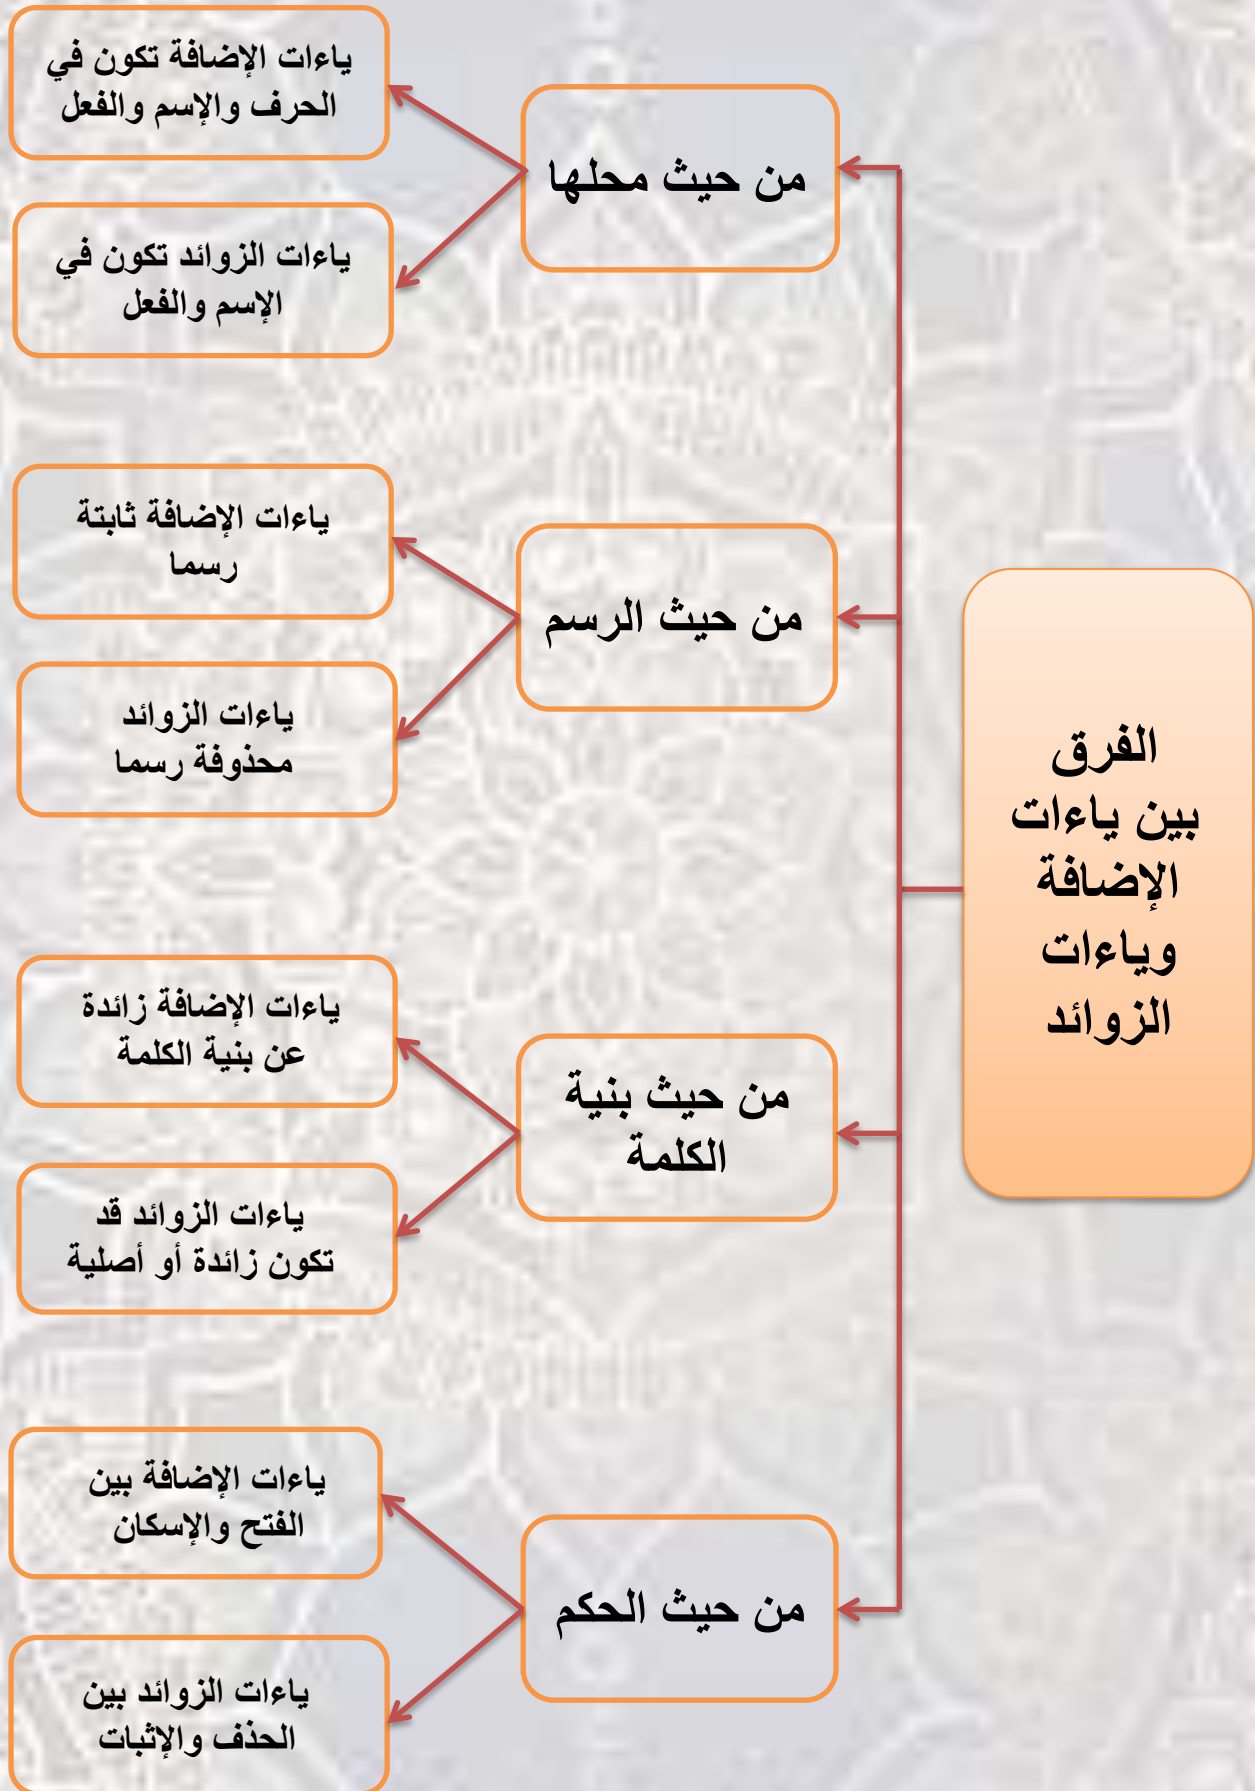 الفرق
بين ياءات
الإضافة
وياءات
الزوائد
من حيث محلها
ياءات الإضافة تكون في
الحرف والإسم والفعل
ياءات الزوائد تكون في
الإسم والفعل
من حيث الرسم
ياءات الإضافة ثابتة
رسما
ياءات الزوائد
محذوفة رسما
من حيث بنية
الكلمة
ياءات الإضافة زائدة
عن بنية الكلمة
ياءات الزوائد قد
تكون زائدة أو أصلية
من حيث الحكم
ياءات الإضافة بين
الفتح والإسكان
ياءات الزوائد بين
الحذف والإثبات